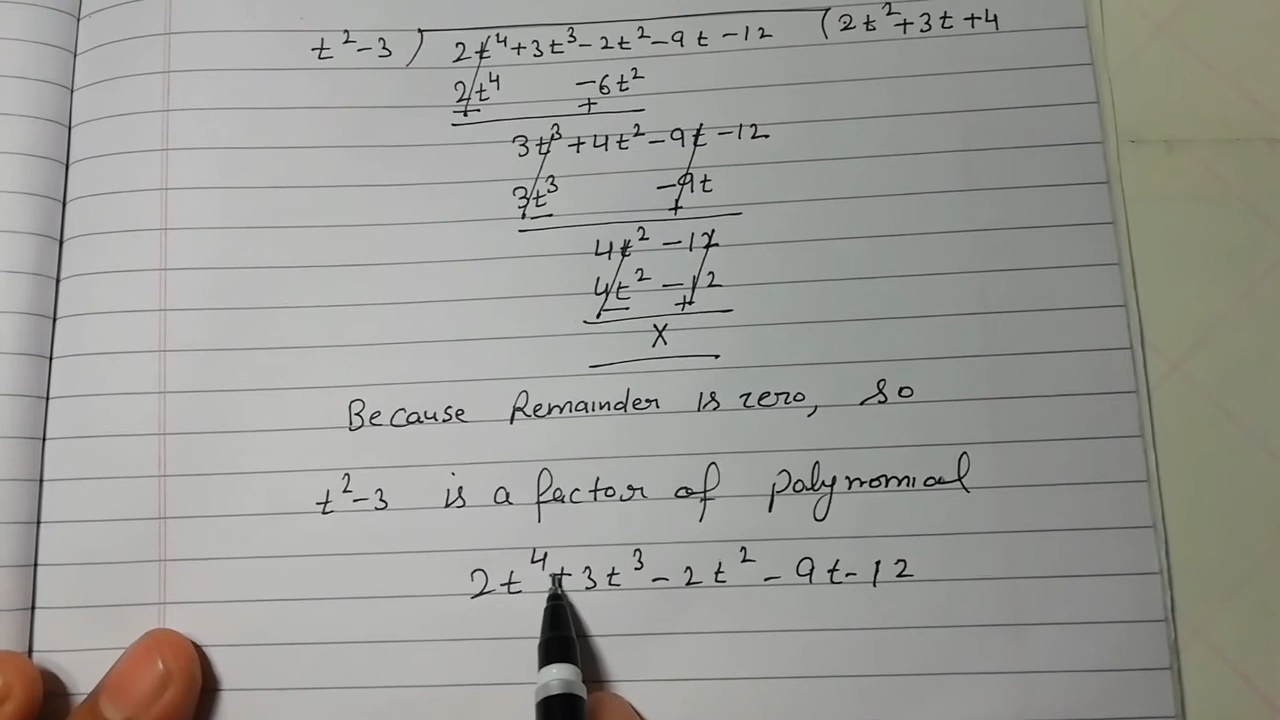 t²-3 ) 2t⁴+3t³-2t²-9t-12 ( 2t²+3t+4
2t⁴ -6t²
- +
3t³+4t²-9t-12
3t³ -9t
- +
4t²-12
4t²-12
- +
X
Because Remainder is zero, so
t²-3 is a factor of polynomial
2t⁴+3t³-2t²-9t-12